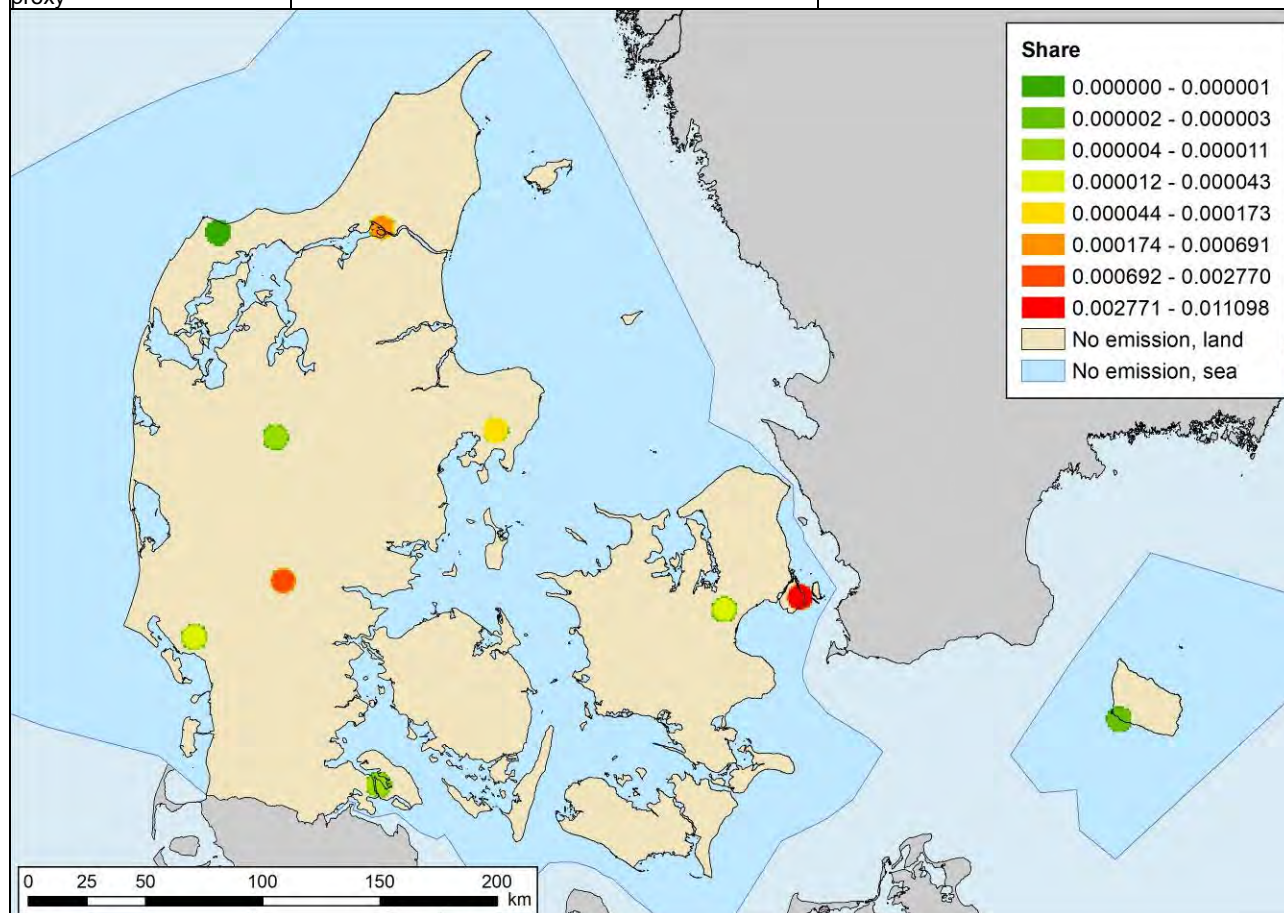 proxy
Share
0.000000 - 0.000001
0.000002 - 0.000003
0.000004 - 0.000011
0.000012 - 0.000043
0.000044 - 0.000173
0.000174 - 0.000691
0.000692 - 0.002770
0.002771 - 0.011098
No emission, land
No emission, sea
0 25 50 100 150 200
km